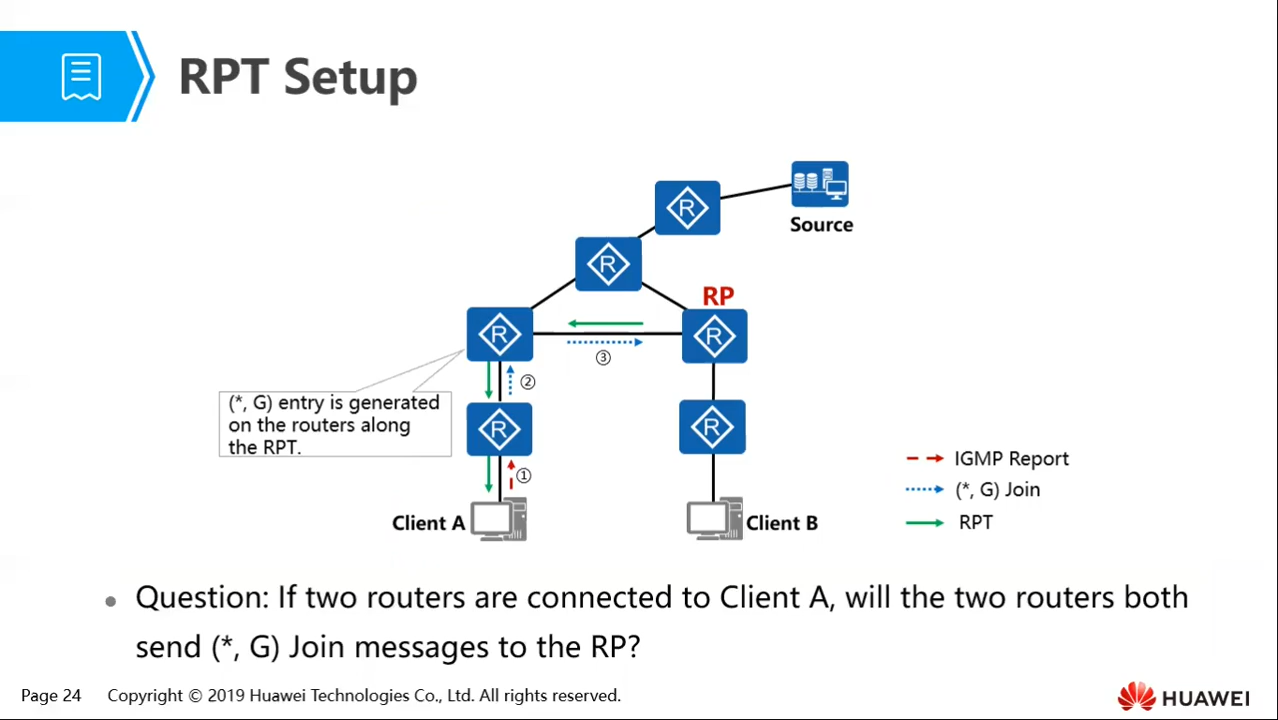 RPT Setup
R
Source
R
RP
R
R
③
②
(*, G) entry is generated
on the routers along
the RPT.
R
R
①
IGMP Report
(*, G) Join
RPT
Client A
Client B
• Question: If two routers are connected to Client A, will the two routers both
send (*, G) Join messages to the RP?
Page 24 Copyright © 2019 Huawei Technologies Co., Ltd. All rights reserved.
HUAWEI